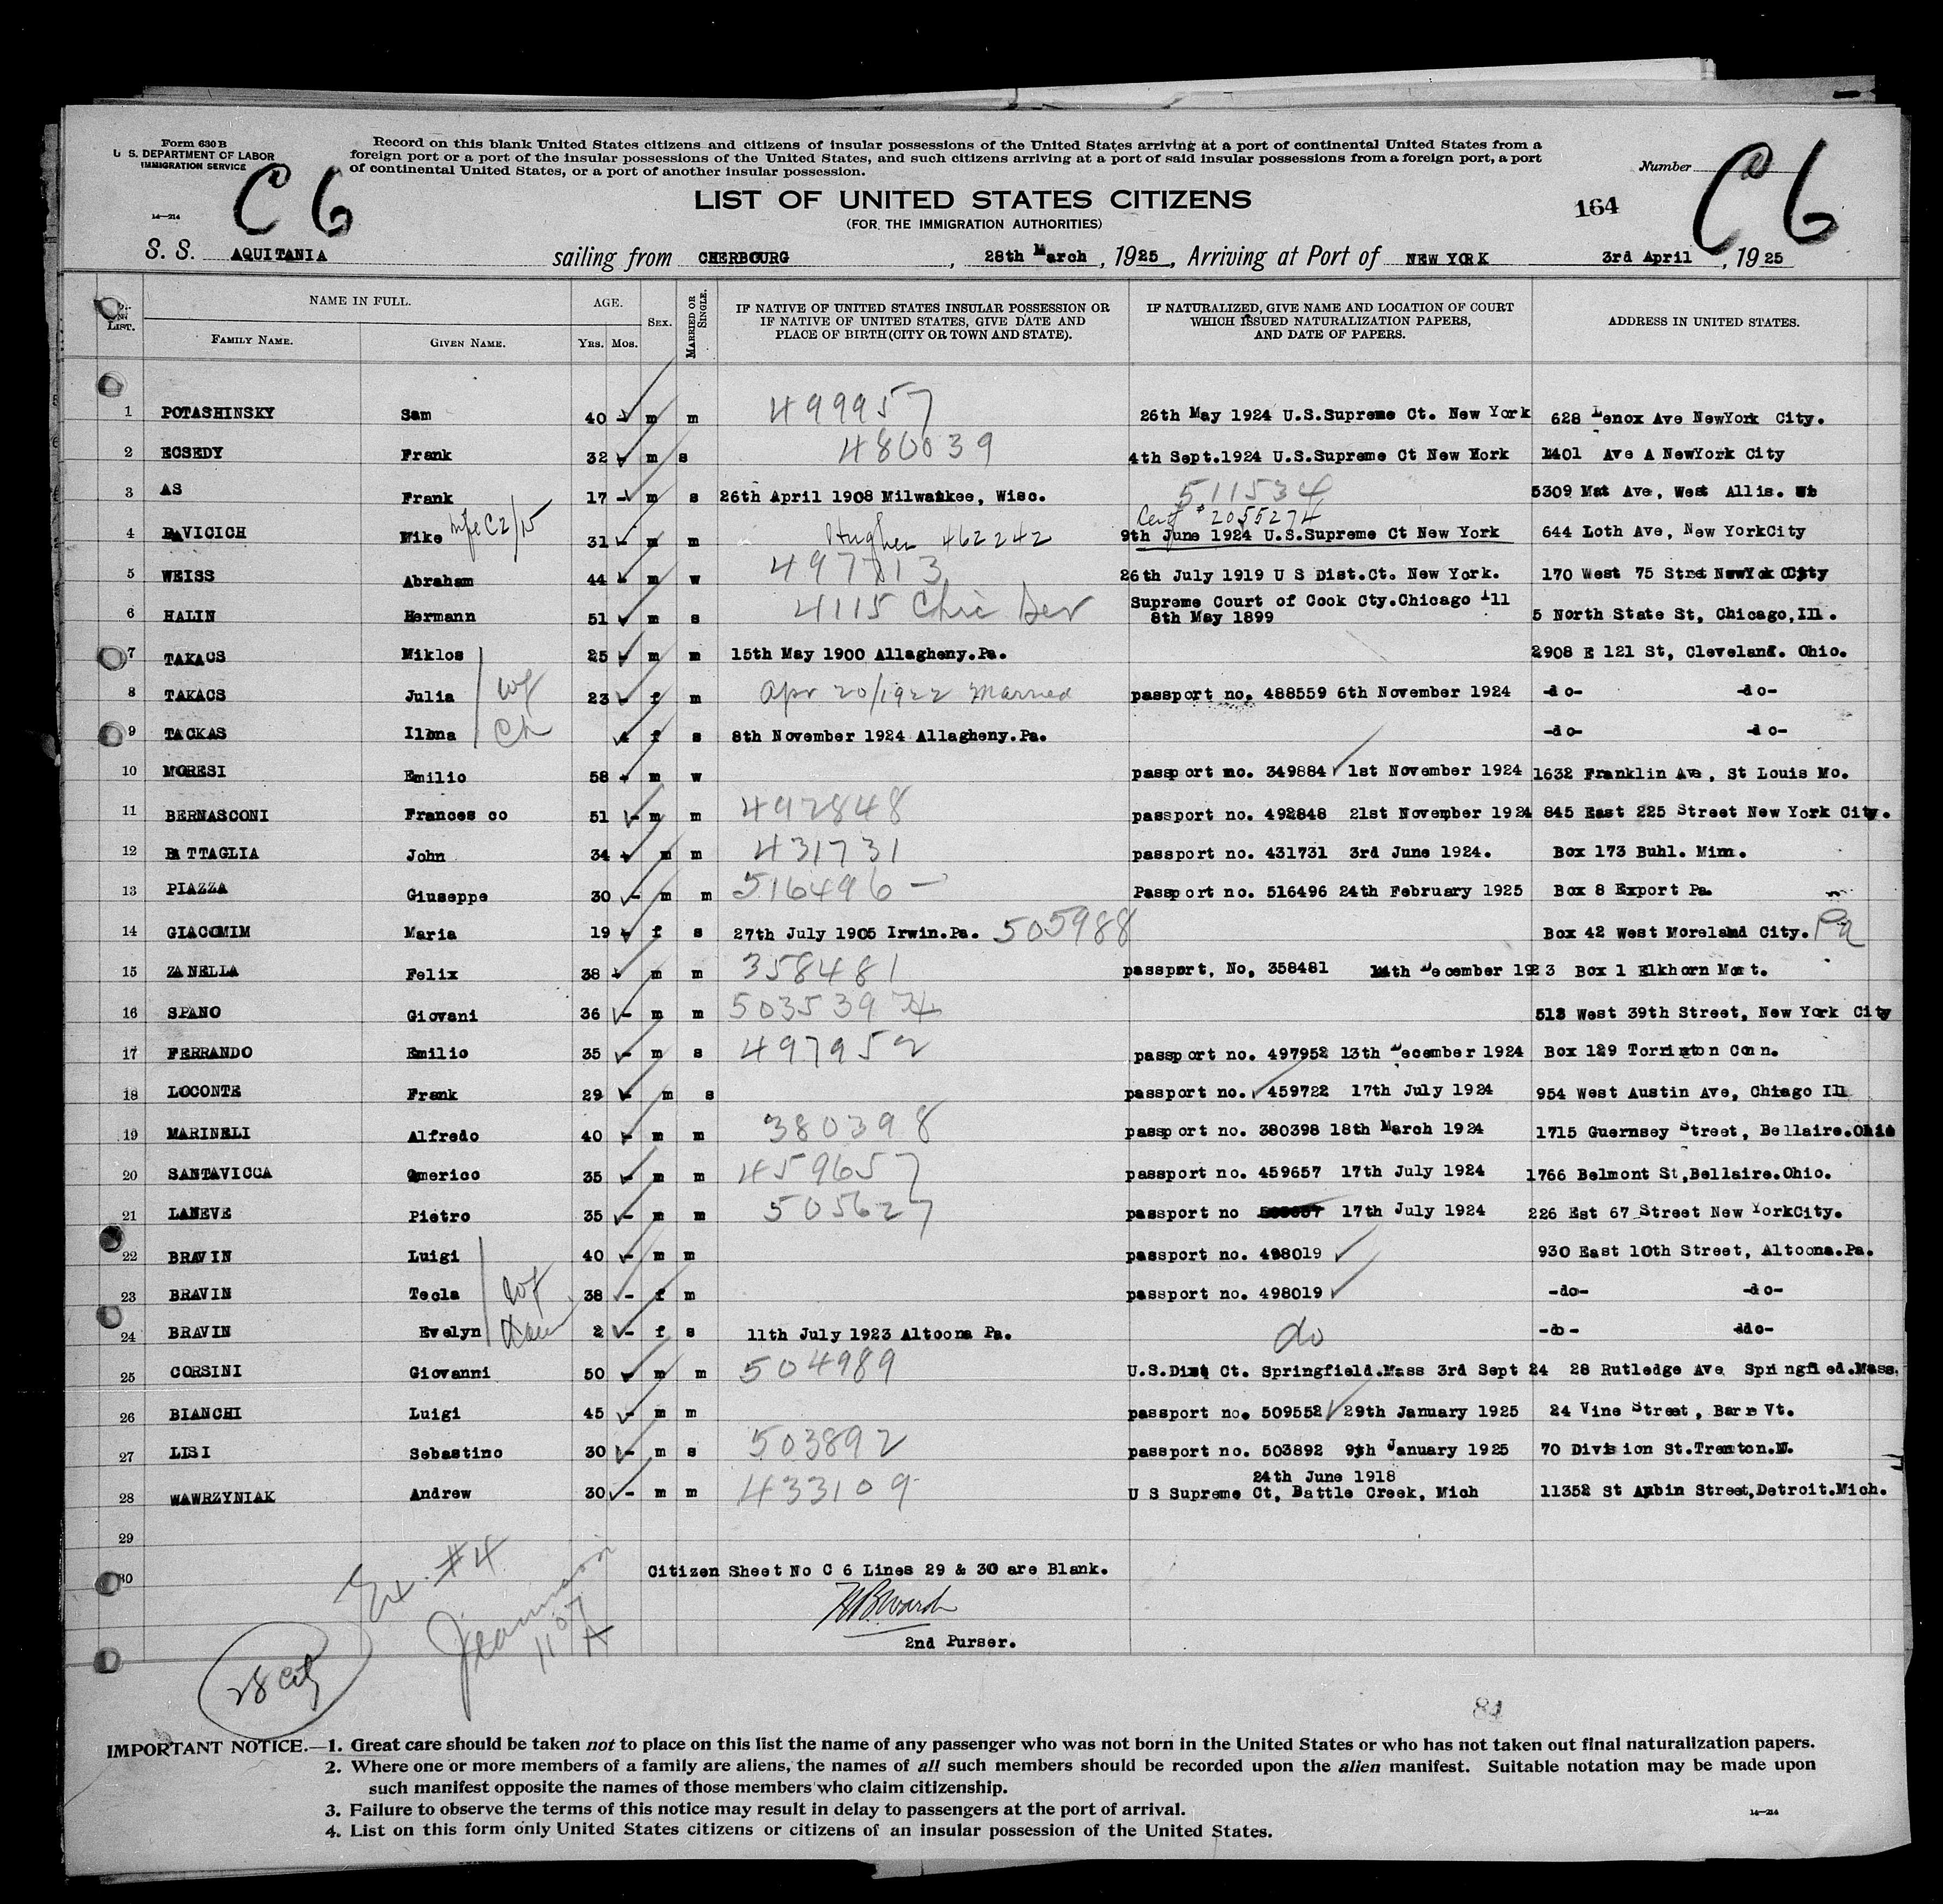 Form 630 B
U. S. DEPARTMENT OF LABOR
IMMIGRATION SERVICE
14—214
C 6
Record on this blank United States citizens and citizens of insular possessions of the United States arriving at a port of continental United States from a
foreign port or a port of the insular possessions of the United States, and such citizens arriving at a port of said insular possessions from a foreign port, a port
of continental United States, or a port of another insular possession.
Number
C 6
164
LIST OF UNITED STATES CITIZENS
(FOR THE IMMIGRATION AUTHORITIES)
S. S. AQUITANIA sailing from CHERBOURG, 28th March, 1925, Arriving at Port of NEW YORK 3rd April, 1925
LIST. NAME IN FULL. AGE. SEX. MARRIED OR SINGLE. IF NATIVE OF UNITED STATES INSULAR POSSESSION OR IF NATIVE OF UNITED STATES, GIVE DATE AND PLACE OF BIRTH (CITY OR TOWN AND STATE). IF NATURALIZED, GIVE NAME AND LOCATION OF COURT WHICH ISSUED NATURALIZATION PAPERS, AND DATE OF PAPERS. ADDRESS IN UNITED STATES.
FAMILY NAME. GIVEN NAME. YRS. MOS.
1 POTASHINSKY Sam 40 m m 499957 26th May 1924 U.S.Supreme Ct. New York 628 Lenox Ave NewYork City.
2 ECSEDY Frank 32 m s 480039 4th Sept.1924 U.S.Supreme Ct New York 1401 Ave A NewYork City
3 AS Frank 17 - m s 26th April 1908 Milwaukee, Wisc. 511534 5309 Mat Ave, West Allis.
4 RAVICICH Mike 31 m m Hughes 462242 Cert # 2055274 9th June 1924 U.S.Supreme Ct New York 644 Loth Ave, New YorkCity
5 WEISS Abraham 44 m w 497713 26th July 1919 U S Dist.Ct. New York. 170 West 75
6 HALIN Hermann 51 m s 4115 Chic Supreme Court of Cook Cty.Chicago Ill 8th May 1899 5 North State St, Chicago,Ill.
7 TAKACS Miklos 25 m m 15th May 1900 Allagheny.Pa. 2908 E 121 St, Cleveland. Ohio.
8 TAKACS Julia wf 23 f m Apr 20/1922 Married passport no. 488559 6th November 1924 -do- -do-
9 TACKAS Ilona Ch f s 8th November 1924 Allagheny.Pa. -do- -do-
10 MORESI Emilio 58 m w passport no. 349884 1st November 1924 1632 Franklin Ave, St Louis Mo.
11 BERNASCONI Frances co 51 - m m 492848 passport no. 492848 21st November 1924 845 East 225 Street New York City.
12 BATTAGLIA John 34 m m 431731 passport no. 431731 3rd June 1924. Box 173 Buhl. Minn.
13 PIAZZA Giuseppe 30 - m m 516496 - Passport no. 516496 24th February 1925 Box 8 Export Pa.
14 GIACOMIM Maria 19 f s 27th July 1905 Irwin.Pa. 505988 Box 42 West Moreland City. Pa
15 ZANELLA Felix 38 m m 358481 passport, No, 358481 14th December 1923 Box 1 Elkhorn Mont.
16 SPANO Giovani 36 - m m 512 West 39th Street, New York City
17 FERRANDO Emilio 35 - m s 497952 passport no. 497952 13th December 1924 Box 129 Torrington Conn.
18 LOCONTE Frank 29 m s passport no. 459722 17th July 1924 954 West Austin Ave, Chiago Ill
19 MARINELI Alfredo 40 m m 380398 passport no. 380398 18th March 1924 1715 Guernsey Street, Bellaire.Ohio
20 SANTAVICCA Omerico 35 m m 459657 passport no. 459657 17th July 1924 1766 Belmont St,Bellaire.Ohio.
21 LANEVE Pietro 35 - m m 505627 passport no 17th July 1924 226 Est 67 Street New YorkCity.
22 BRAVIN Luigi 40 - m m passport no. 498019 930 East 10th Street, Altoona.Pa.
23 BRAVIN Tecla wf 38 - f m passport no. 498019 -do- -do-
24 BRAVIN Evelyn 2 - f s 11th July 1923 Altoona Pa. do -do- -do-
25 CORSINI Giovanni 50 m m 504989 U.S.Dist Ct. Springfield.Mass 3rd Sept 24 28 Rutledge Ave Springfied.Mass.
26 BIANCHI Luigi 45 - m m passport no. 509552 29th January 1925 24 Vine Street, Barre Vt.
27 LISI Sebastino 30 - m s 503892 passport no. 503892 9th January 1925 70 Division St.Trenton.N.
28 WAWRZYNIAK Andrew 30 - m m 433109 24th June 1918 U S Supreme Ct, Battle Creek, Mich 11352 St Aubin Street,Detroit.Mich.
29
30
Citizen Sheet No C 6 Lines 29 & 30 are Blank.
2nd Purser.
Ex. #4
84
IMPORTANT NOTICE.—1. Great care should be taken not to place on this list the name of any passenger who was not born in the United States or who has not taken out final naturalization papers.
2. Where one or more members of a family are aliens, the names of all such members should be recorded upon the alien manifest. Suitable notation may be made upon
such manifest opposite the names of those members who claim citizenship.
3. Failure to observe the terms of this notice may result in delay to passengers at the port of arrival.
4. List on this form only United States citizens or citizens of an insular possession of the United States.
14—214